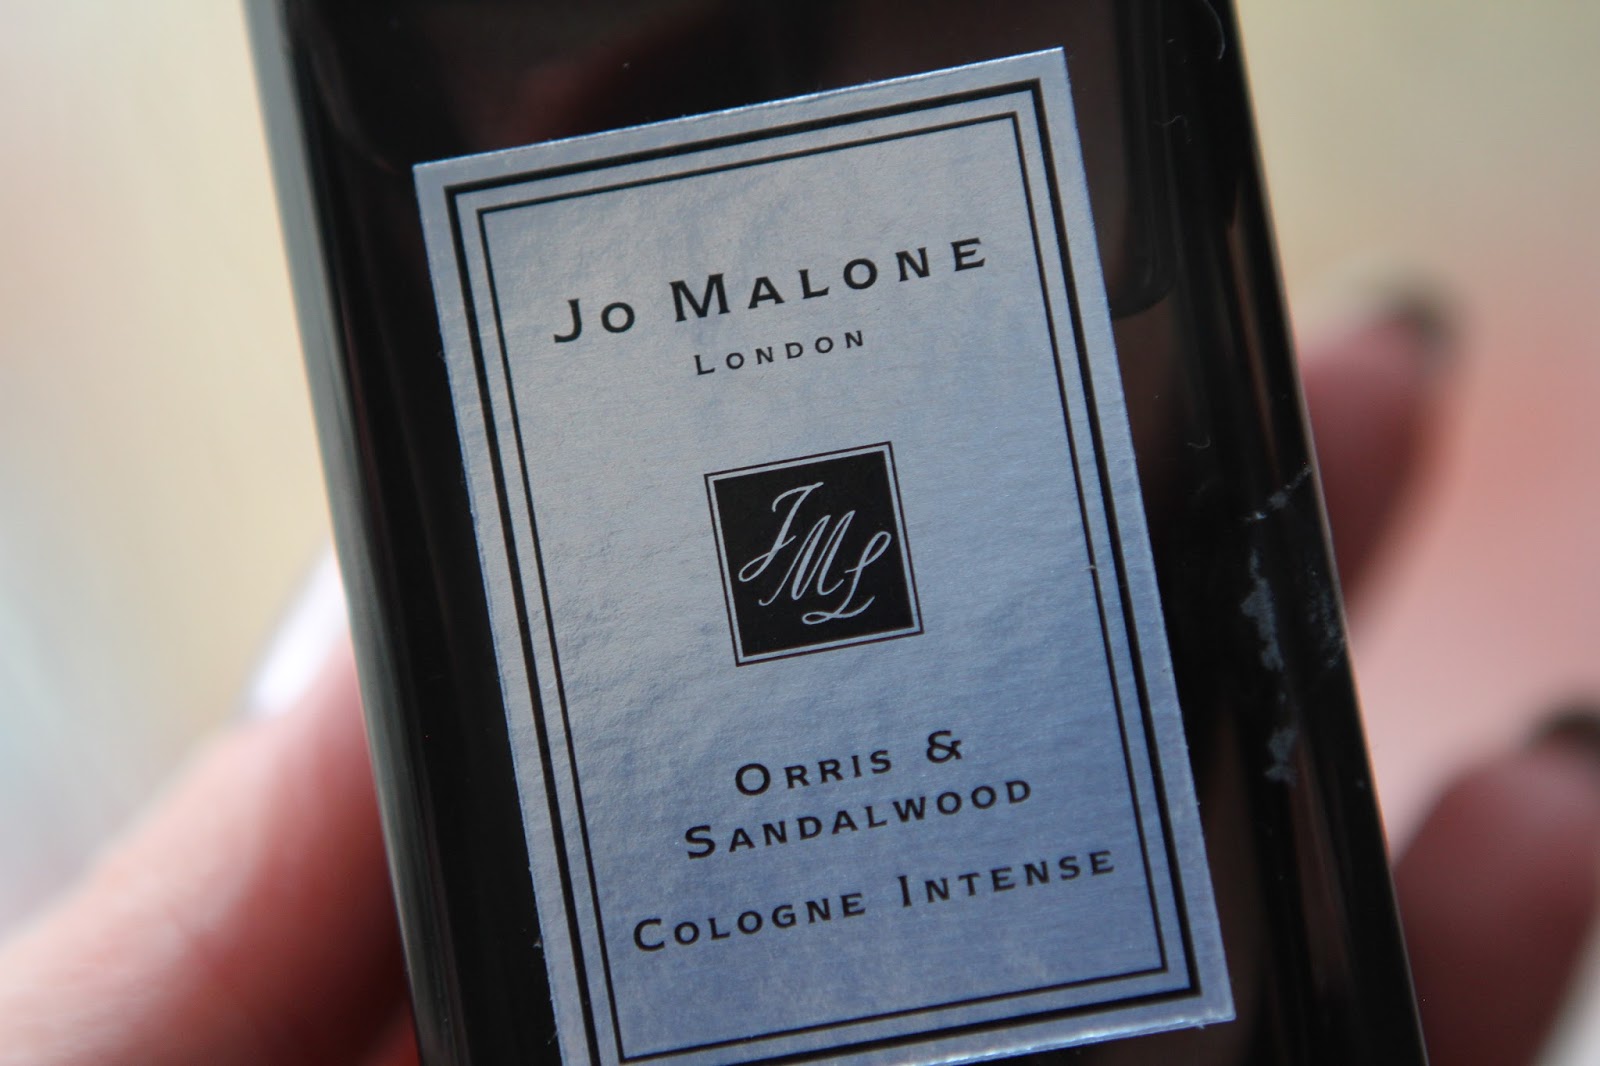 Jo Malone
London
JML
Orris &
Sandalwood
Cologne Intense